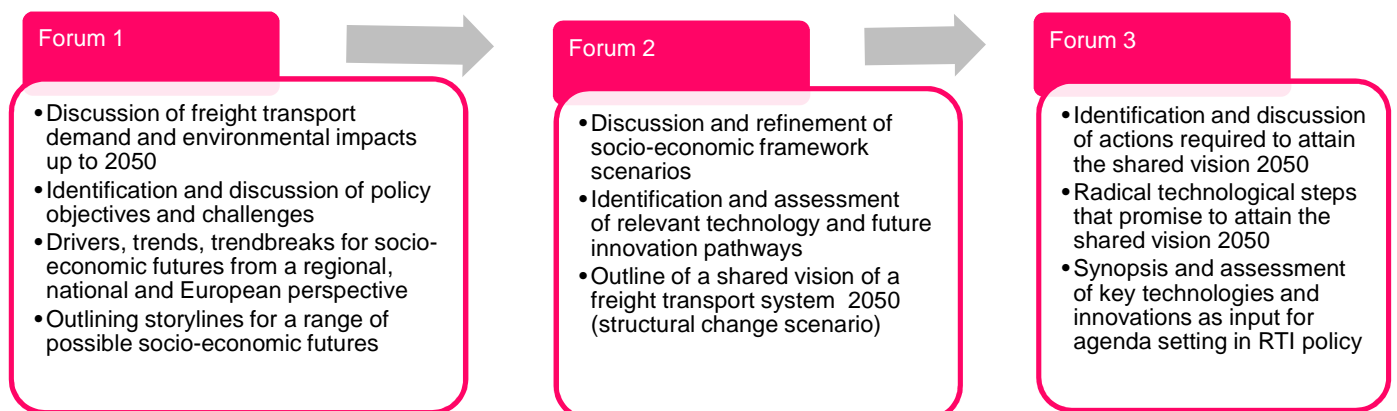 Forum 1
•Discussion of freight transport
demand and environmental impacts
up to 2050
•Identification and discussion of policy
objectives and challenges
•Drivers, trends, trendbreaks for socio-
economic futures from a regional,
national and European perspective
•Outlining storylines for a range of
possible socio-economic futures
Forum 2
•Discussion and refinement of
socio-economic framework
scenarios
•Identification and assessment
of relevant technology and future
innovation pathways
•Outline of a shared vision of a
freight transport system 2050
(structural change scenario)
Forum 3
•Identification and discussion
of actions required to attain
the shared vision 2050
•Radical technological steps
that promise to attain the
shared vision 2050
•Synopsis and assessment
of key technologies and
innovations as input for
agenda setting in RTI policy